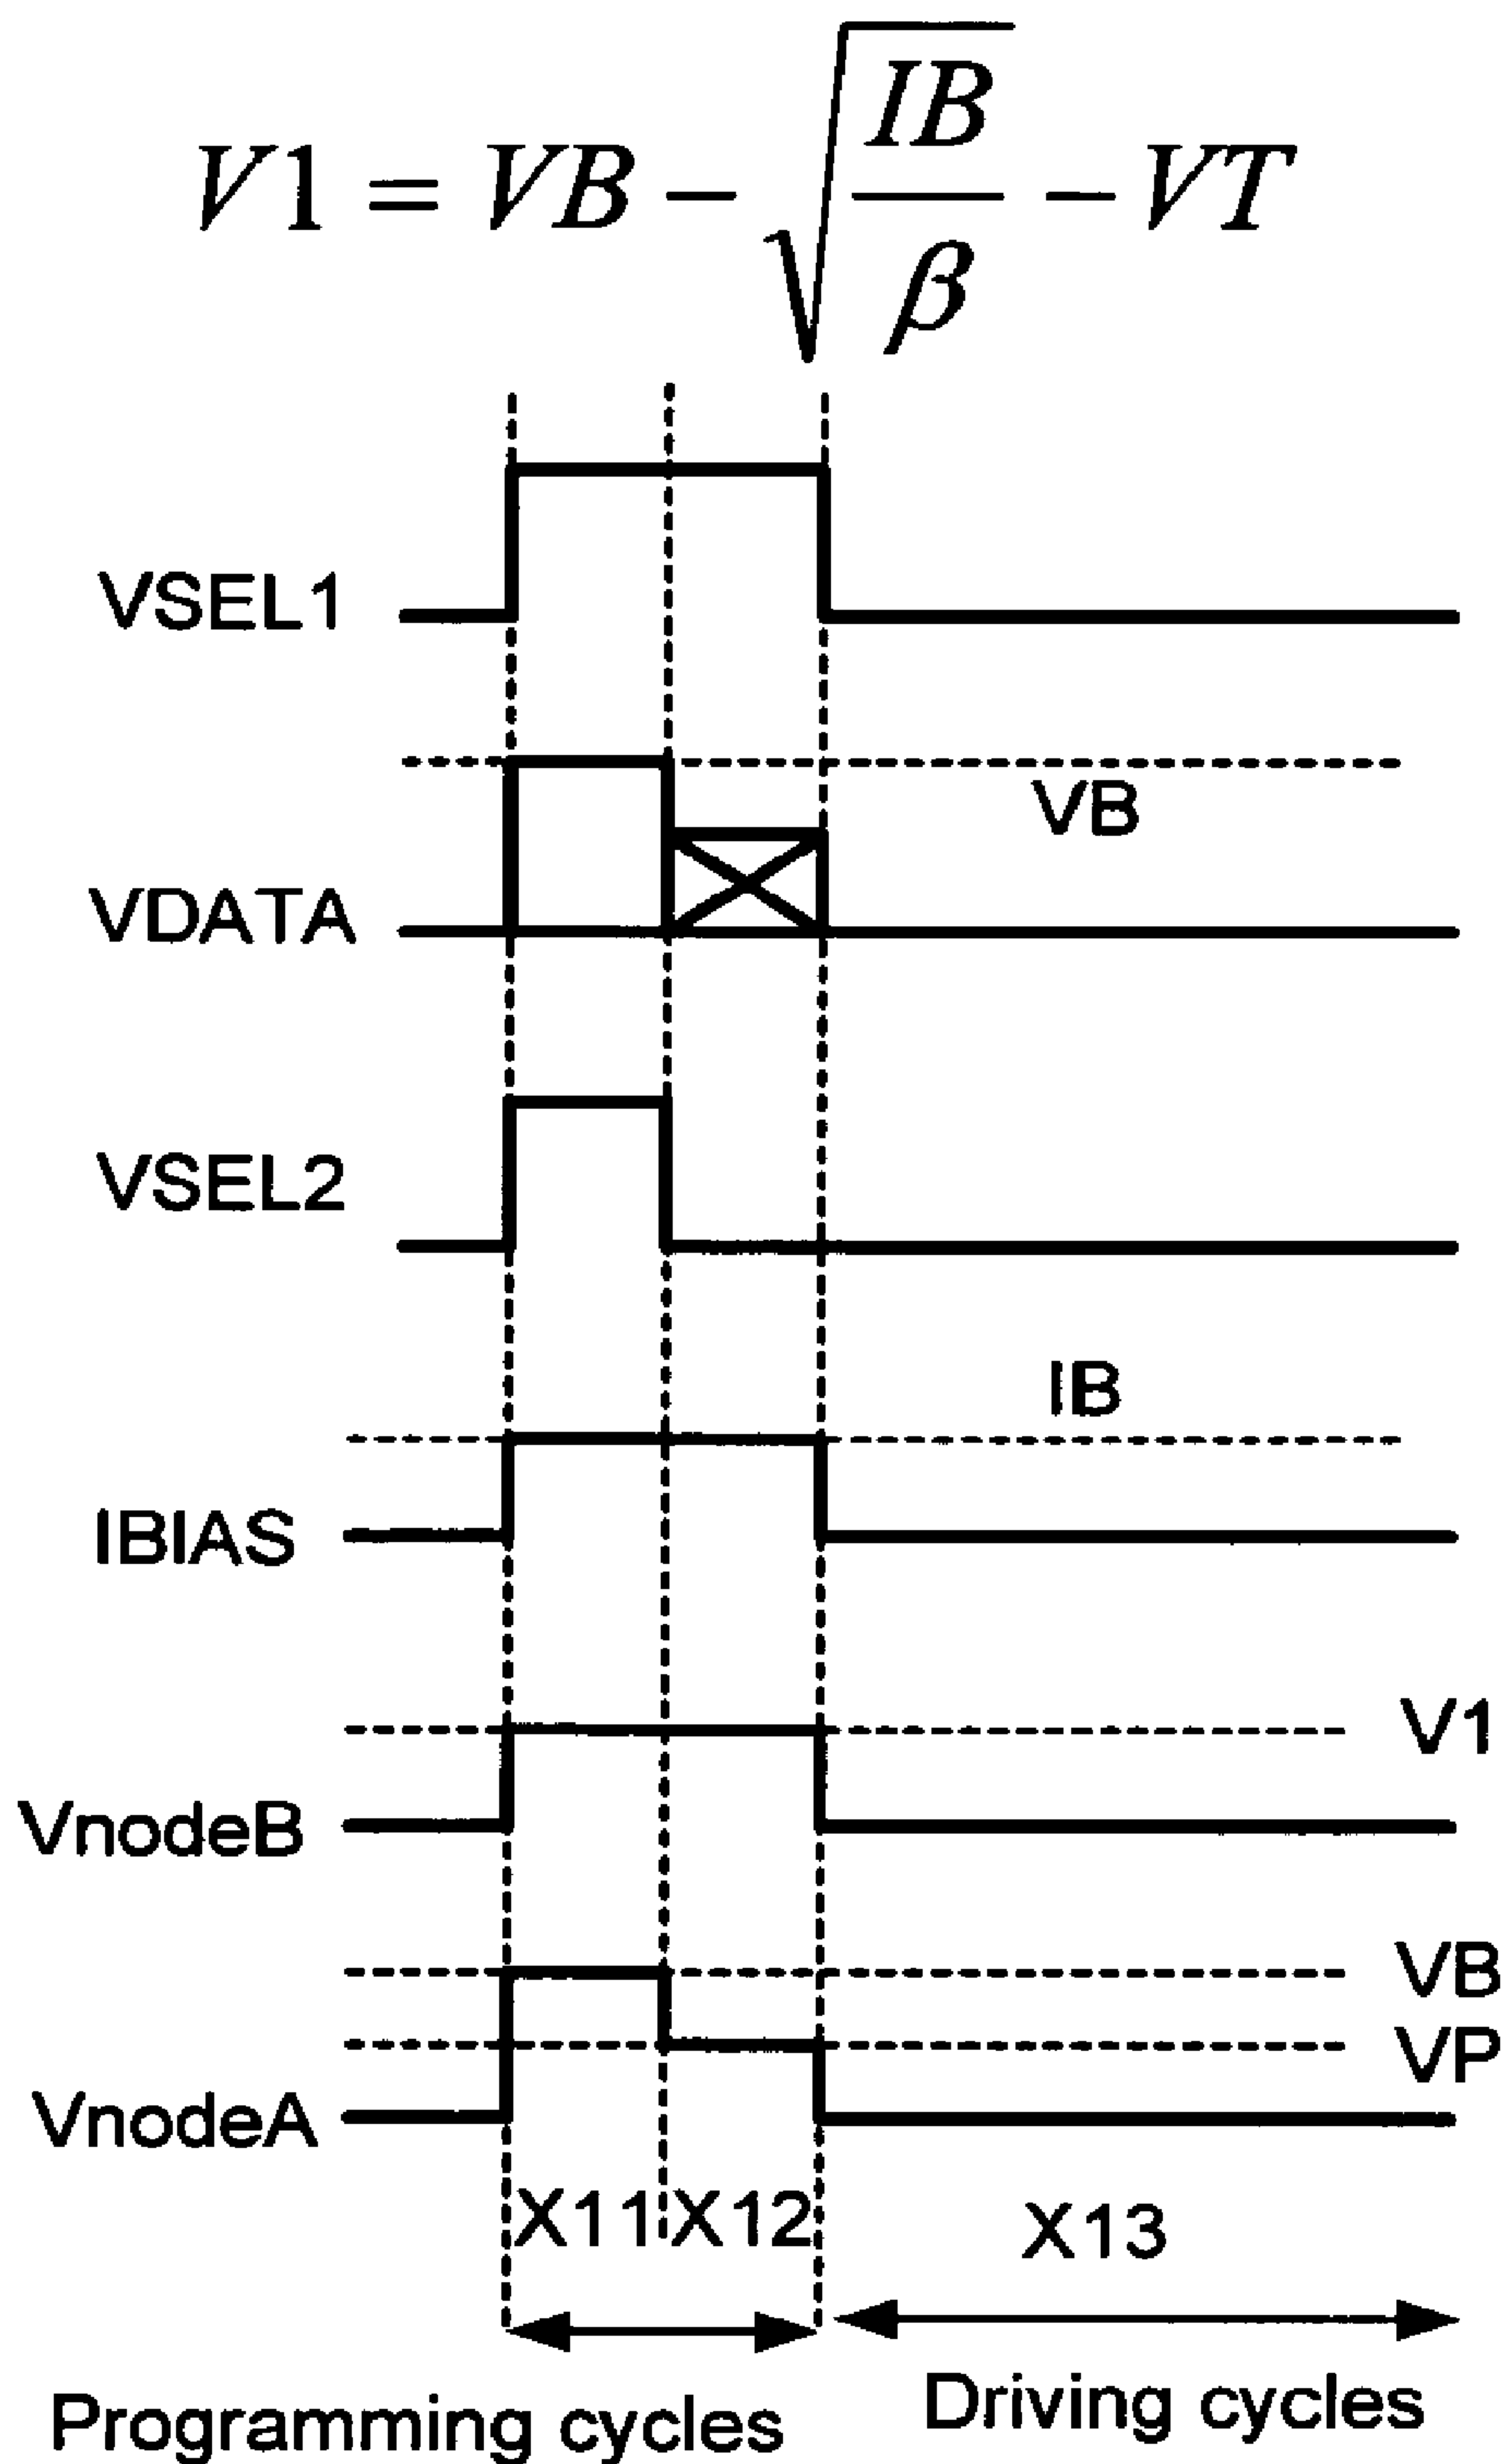 V1 = VB - √(IB/β) - VT
VSEL1
VB
VDATA
VSEL2
IB
IBIAS
V1
VnodeB
VB
VP
VnodeA
X11 X12 X13
Programming cycles Driving cycles